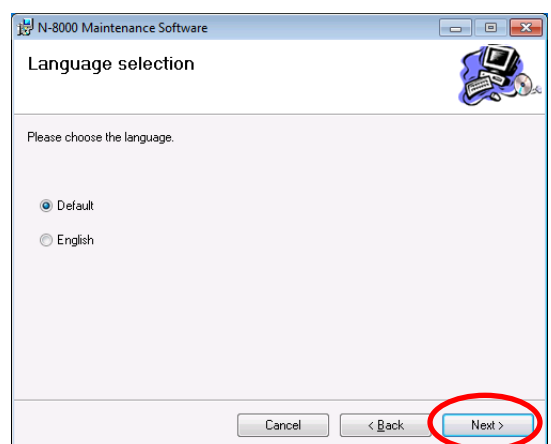 N-8000 Maintenance Software
Language selection
Please choose the language.
Default
English
Cancel
< Back
Next >